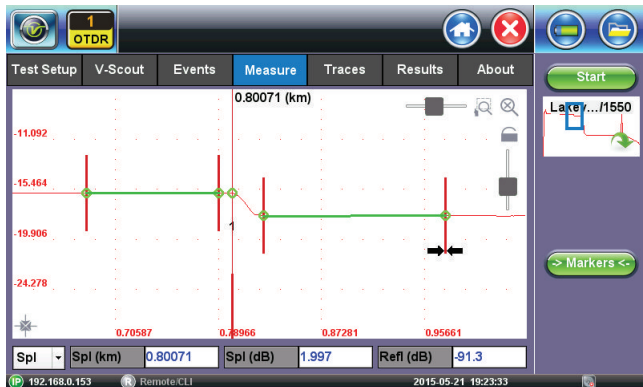 1
OTDR
Test Setup V-Scout Events Measure Traces Results About
Start
0.80071 (km)
Lakey.../1550
-11.092
-15.464
-19.906
1
-24.278
-> Markers <-
0.70587 0.78966 0.87281 0.95661
Spl Spl (km) 0.80071 Spl (dB) 1.997 Refl (dB) -91.3
IP 192.168.0.153 R Remote/CLI 2015-05-21 19:23:33